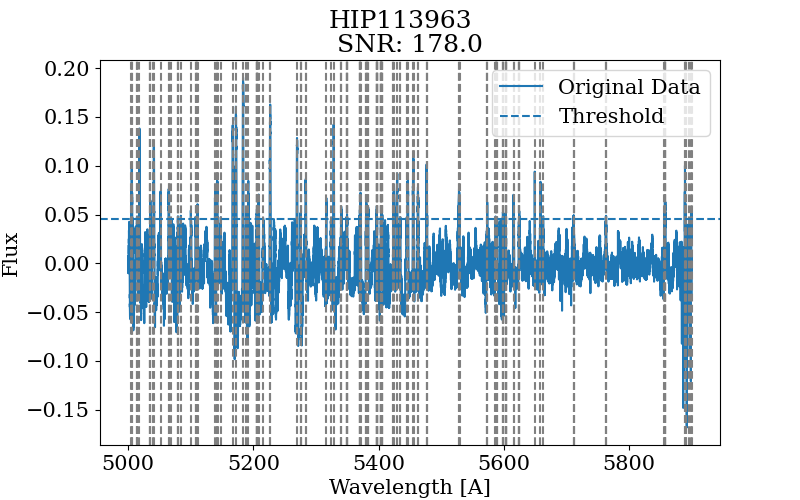 HIP113963
SNR: 178.0
Original Data
Threshold
Flux
0.20
0.15
0.10
0.05
0.00
−0.05
−0.10
−0.15
5000 5200 5400 5600 5800
Wavelength [A]